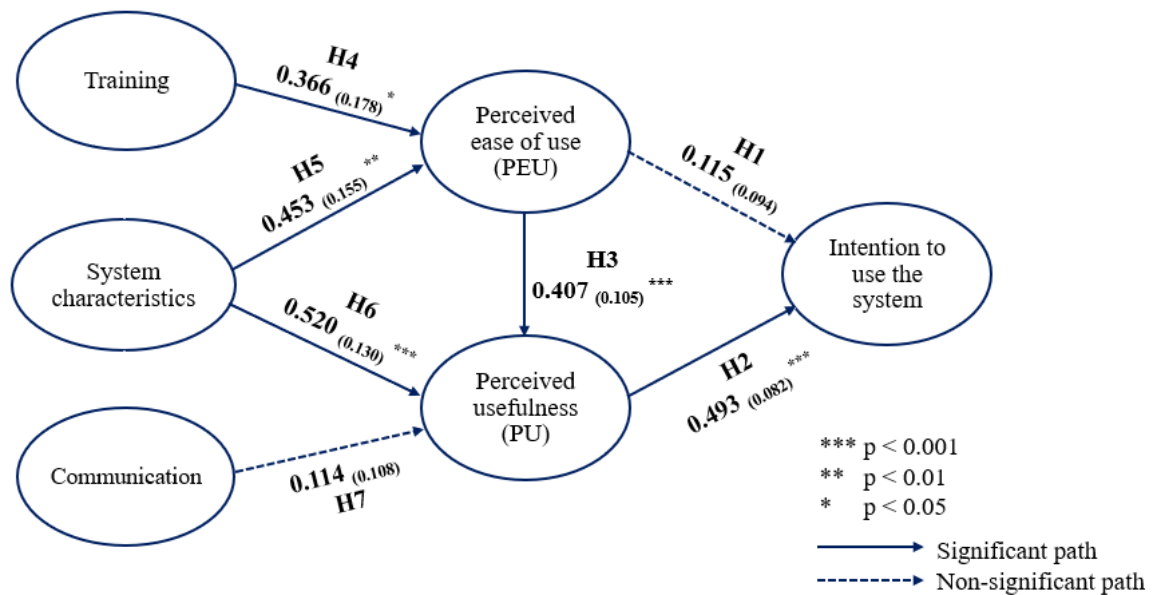 Training
H4
0.366 (0.178) *
Perceived
ease of use
(PEU)
H5
0.453 (0.155) **
H1
0.115 (0.094)
System
characteristics
H6
0.520 (0.130) ***
H3
0.407 (0.105) ***
Intention to
use the
system
Perceived
usefulness
(PU)
H2
0.493 (0.082) ***
Communication
0.114 (0.108)
H7
*** p < 0.001
** p < 0.01
* p < 0.05
Significant path
Non-significant path